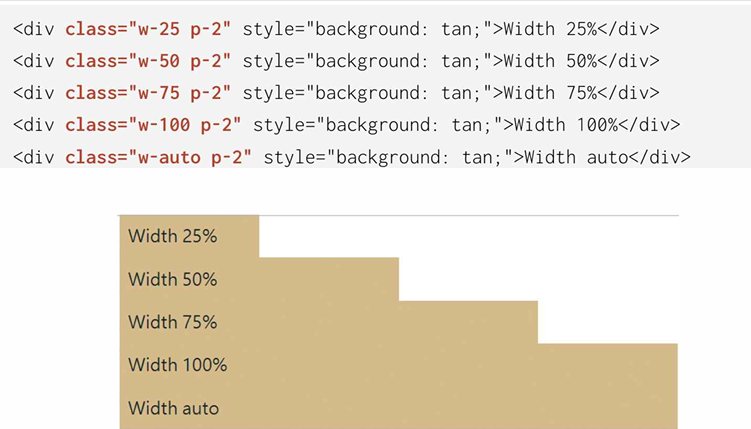 <div class="w-25 p-2" style="background: tan;">Width 25%</div>
<div class="w-50 p-2" style="background: tan;">Width 50%</div>
<div class="w-75 p-2" style="background: tan;">Width 75%</div>
<div class="w-100 p-2" style="background: tan;">Width 100%</div>
<div class="w-auto p-2" style="background: tan;">Width auto</div>
Width 25%
Width 50%
Width 75%
Width 100%
Width auto